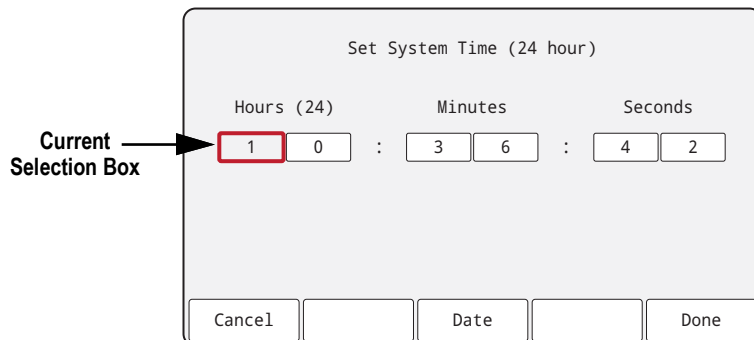 Set System Time (24 hour)
Hours (24) Minutes Seconds
Current
Selection Box
1 0 : 3 6 : 4 2
Cancel Date Done